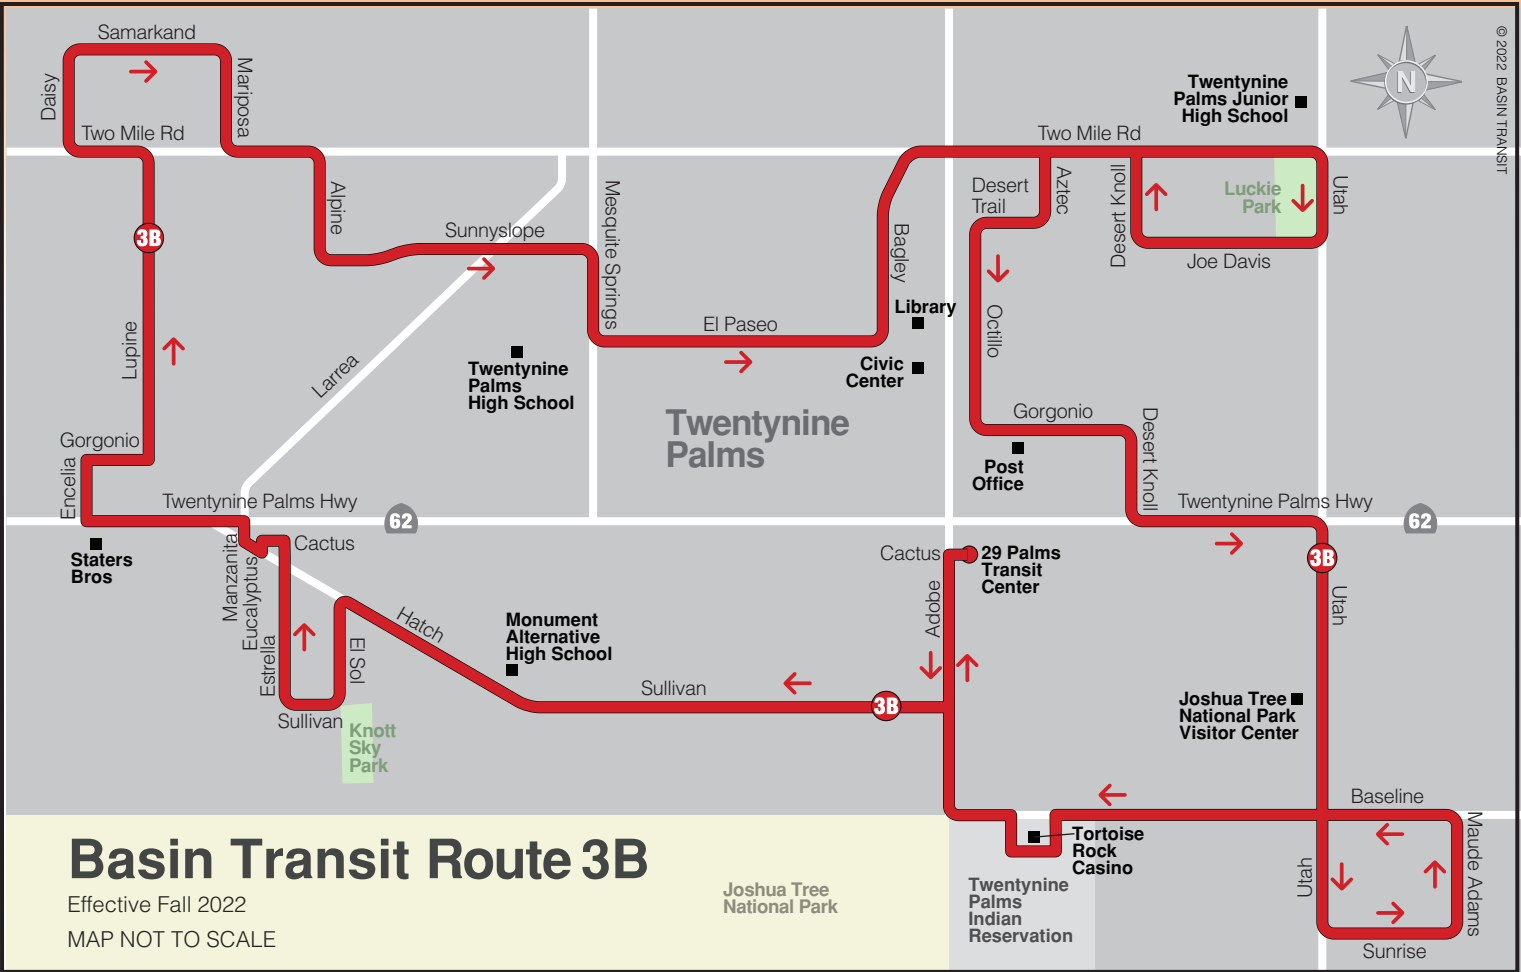 Samarkand
Daisy
Mariposa
Two Mile Rd
3B
Alpine
Sunnyslope
Mesquite Springs
Lupine
Larrea
El Paseo
Bagley
Library
Civic
Center
Twentynine
Palms
High School
Twentynine
Palms
Gorgonio
Encelia
Twentynine Palms Hwy
62
Staters
Bros
Manzanita
Eucalyptus
Cactus
Estrella
El Sol
Hatch
Sullivan
Knott
Sky
Park
Monument
Alternative
High School
Sullivan
3B
Cactus
Adobe
29 Palms
Transit
Center
Two Mile Rd
Twentynine
Palms Junior
High School
N
© 2022 BASIN TRANSIT
Desert
Trail
Aztec
Desert Knoll
Luckie
Park
Utah
Joe Davis
Octillo
Gorgonio
Post
Office
Desert Knoll
Twentynine Palms Hwy
62
3B
Utah
Joshua Tree
National Park
Visitor Center
Baseline
Maude Adams
Utah
Sunrise
Tortoise
Rock
Casino
Twentynine
Palms
Indian
Reservation
Joshua Tree
National Park
Basin Transit Route 3B
Effective Fall 2022
MAP NOT TO SCALE